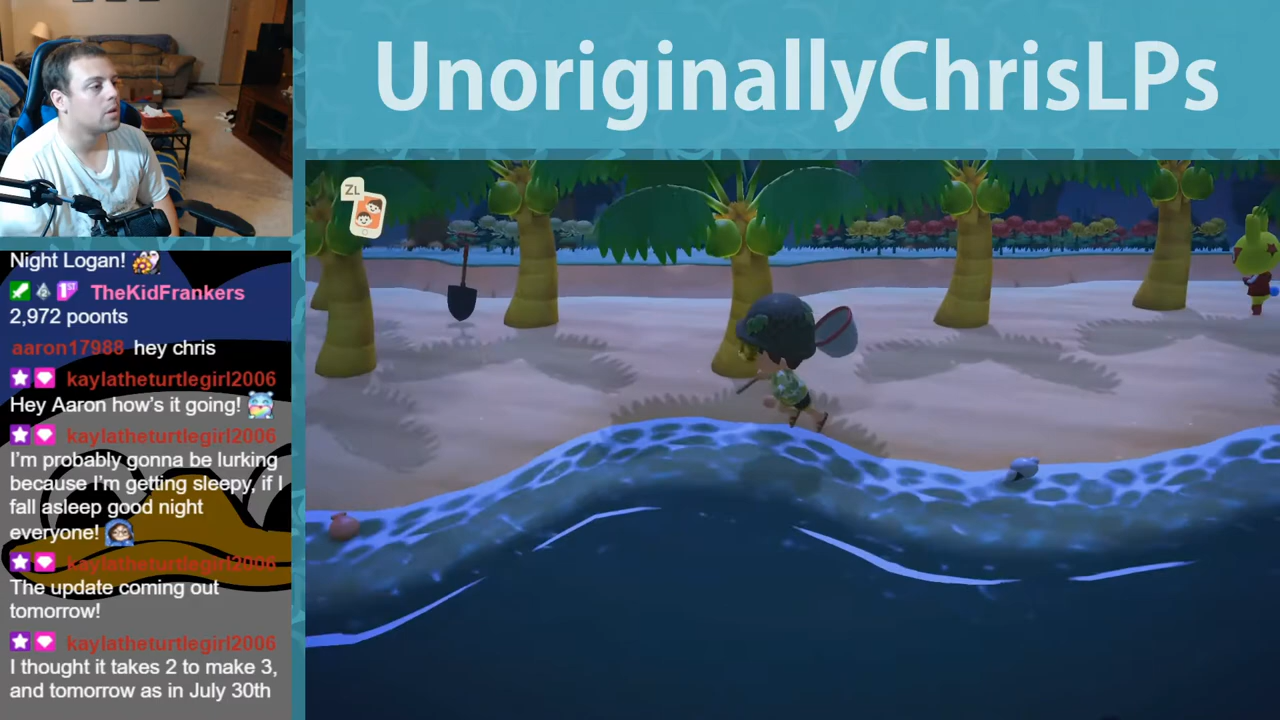 UnoriginallyChrisLPs
ZL
Night Logan!
1ST TheKidFrankers
2,972 poonts
aaron17988 hey chris
kaylatheturtlegirl2006
Hey Aaron how's it going!
kaylatheturtlegirl2006
I'm probably gonna be lurking
because I'm getting sleepy, if I
fall asleep good night
everyone!
kaylatheturtlegirl2006
The update coming out
tomorrow!
kaylatheturtlegirl2006
I thought it takes 2 to make 3,
and tomorrow as in July 30th